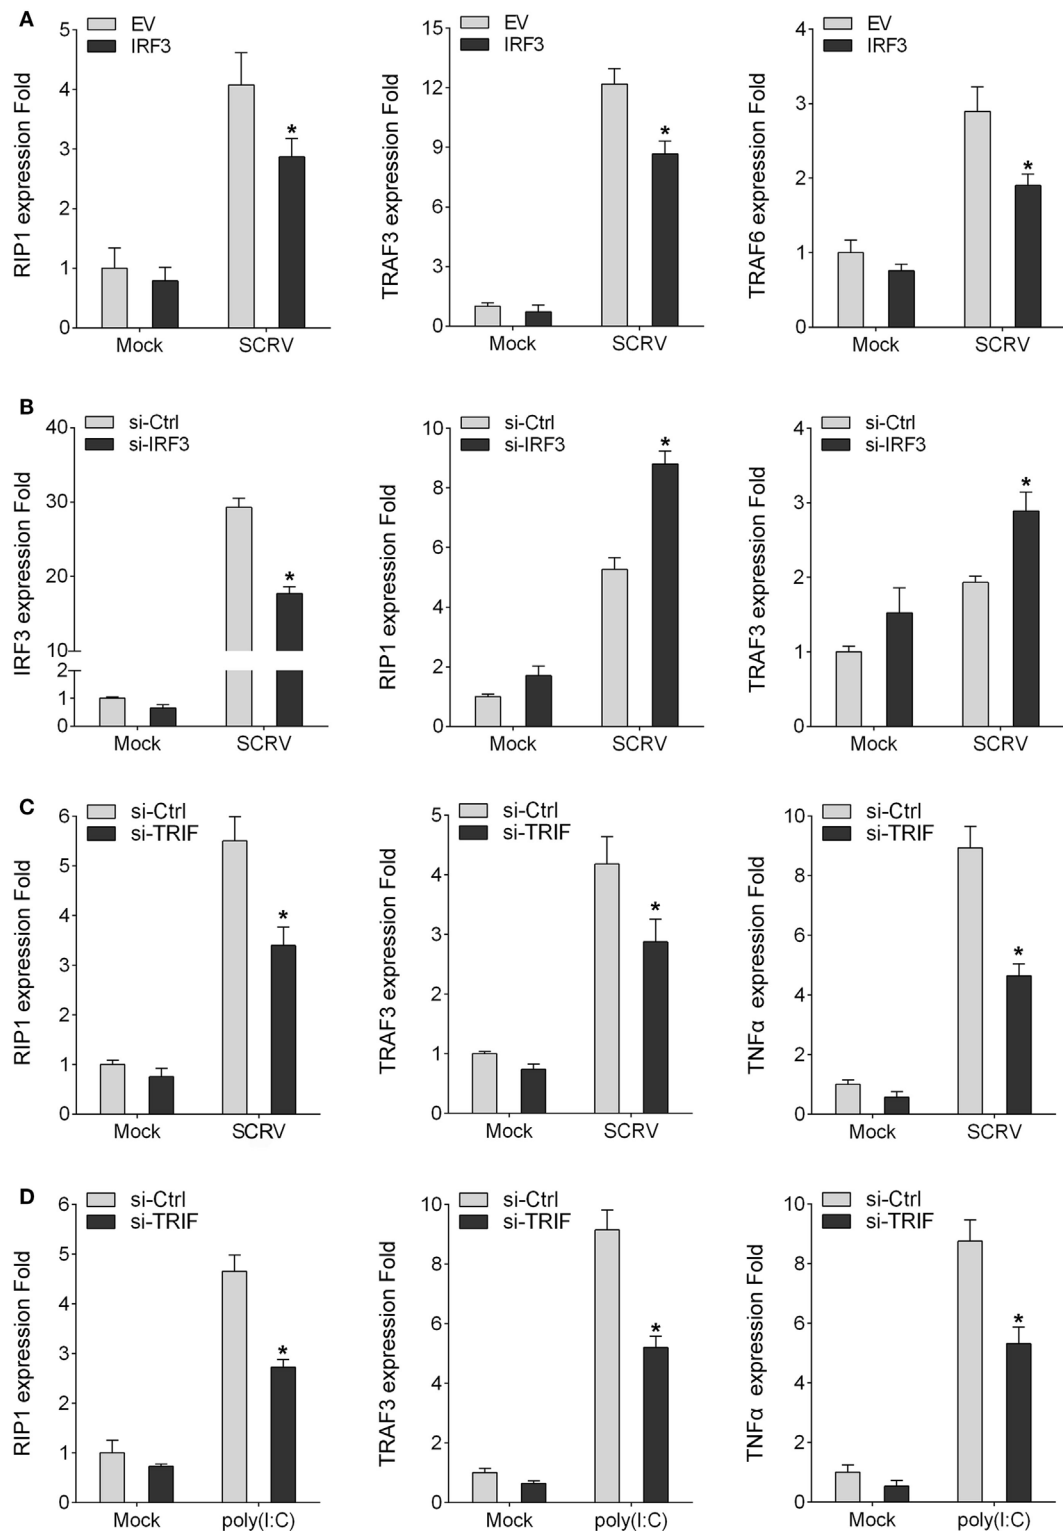 A
EV
IRF3
RIP1 expression Fold
5
4
3
2
1
0
*
Mock SCRV
EV
IRF3
TRAF3 expression Fold
15
12
9
6
3
0
*
Mock SCRV
EV
IRF3
TRAF6 expression Fold
4
3
2
1
0
*
Mock SCRV
B
si-Ctrl
si-IRF3
IRF3 expression Fold
40
30
20
10
2
1
0
*
Mock SCRV
si-Ctrl
si-IRF3
RIP1 expression Fold
10
8
6
4
2
0
*
Mock SCRV
si-Ctrl
si-IRF3
TRAF3 expression Fold
4
3
2
1
0
*
Mock SCRV
C
si-Ctrl
si-TRIF
RIP1 expression Fold
6
5
4
3
2
1
0
*
Mock SCRV
si-Ctrl
si-TRIF
TRAF3 expression Fold
5
4
3
2
1
0
*
Mock SCRV
si-Ctrl
si-TRIF
TNFα expression Fold
10
8
6
4
2
0
*
Mock SCRV
D
si-Ctrl
si-TRIF
RIP1 expression Fold
6
5
4
3
2
1
0
*
Mock poly(I:C)
si-Ctrl
si-TRIF
TRAF3 expression Fold
10
8
6
4
2
0
*
Mock poly(I:C)
si-Ctrl
si-TRIF
TNFα expression Fold
10
8
6
4
2
0
*
Mock poly(I:C)